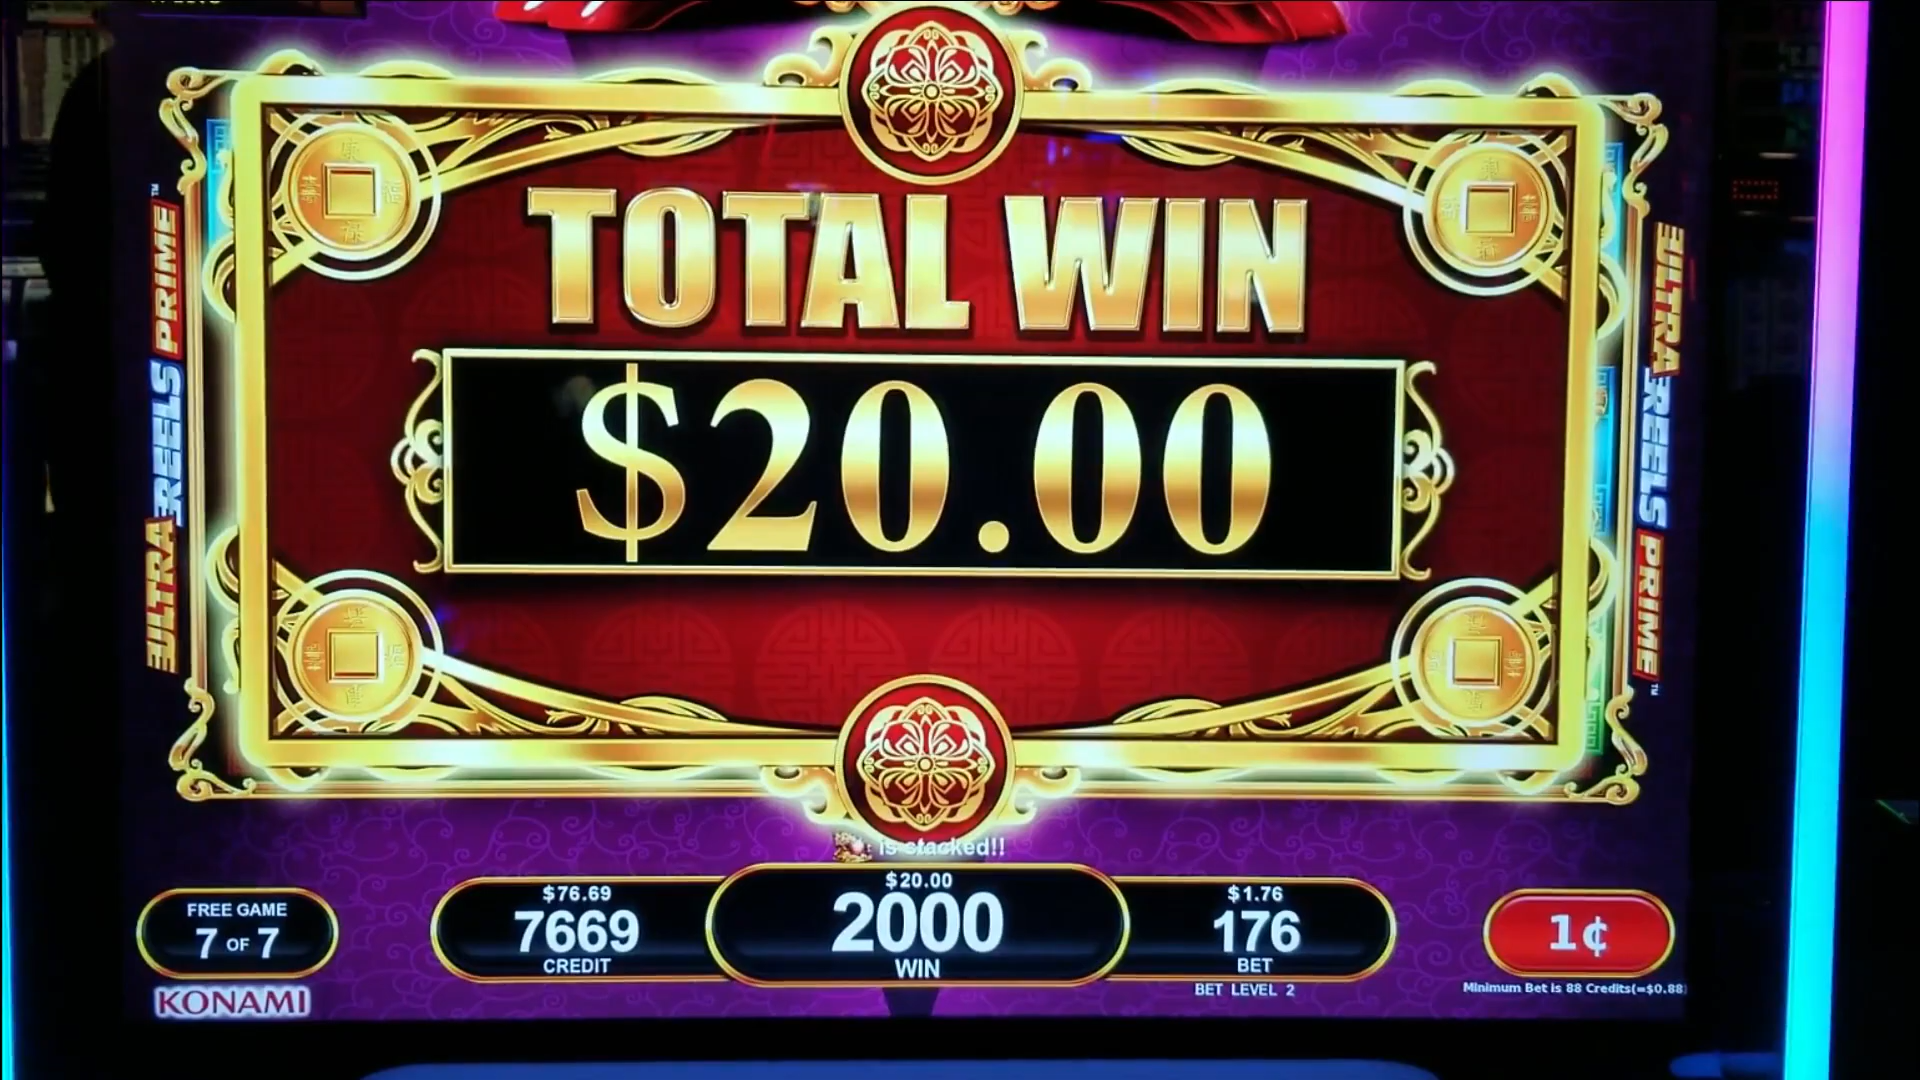 TOTAL WIN
$20.00
ULTRA REELS PRIME™
ULTRA REELS PRIME™
is stacked!!
FREE GAME
7 OF 7
$76.69
7669
CREDIT
$20.00
2000
WIN
$1.76
176
BET
BET LEVEL 2
1¢
Minimum Bet is 88 Credits(=$0.88)
KONAMI